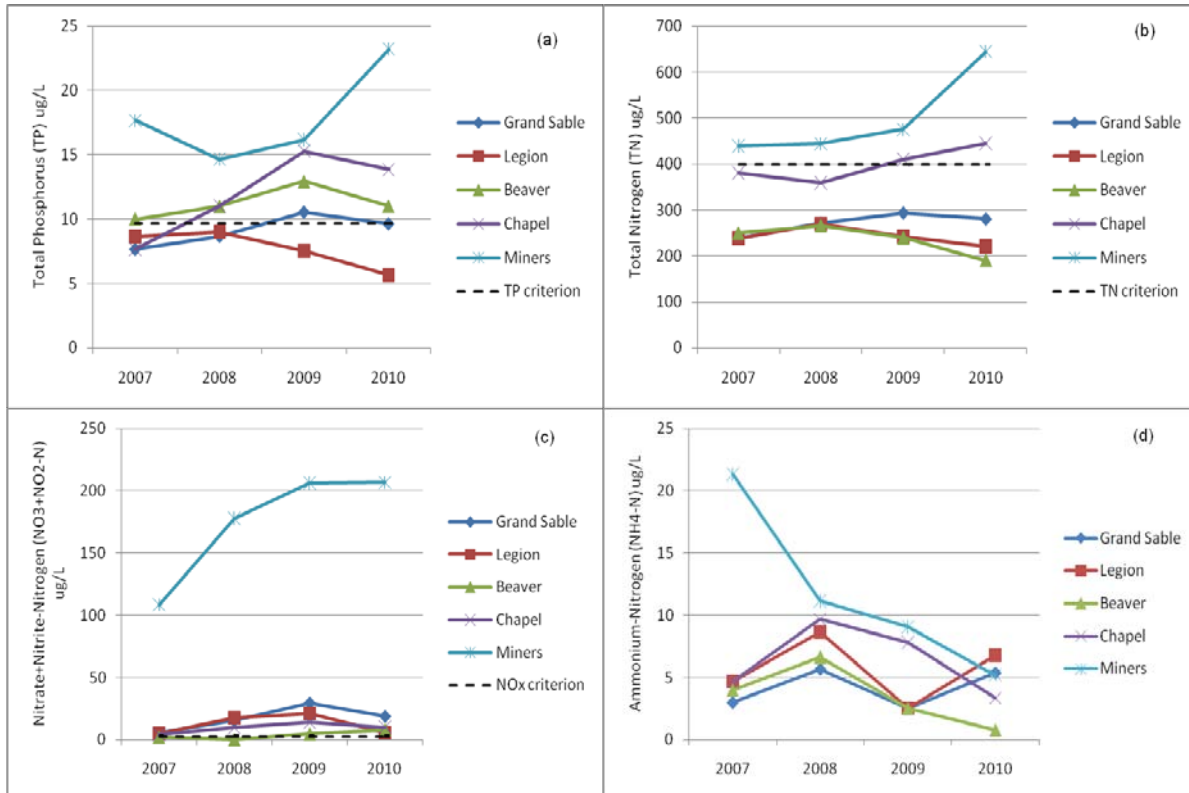 (a)
Total Phosphorus (TP) ug/L
25
20
15
10
5
0
2007 2008 2009 2010
Grand Sable
Legion
Beaver
Chapel
Miners
TP criterion
(b)
Total Nitrogen (TN) ug/L
700
600
500
400
300
200
100
0
2007 2008 2009 2010
Grand Sable
Legion
Beaver
Chapel
Miners
TN criterion
(c)
Nitrate+Nitrite-Nitrogen (NO3+NO2-N)
ug/L
250
200
150
100
50
0
2007 2008 2009 2010
Grand Sable
Legion
Beaver
Chapel
Miners
NOx criterion
(d)
Ammonium-Nitrogen (NH4-N) ug/L
25
20
15
10
5
0
2007 2008 2009 2010
Grand Sable
Legion
Beaver
Chapel
Miners